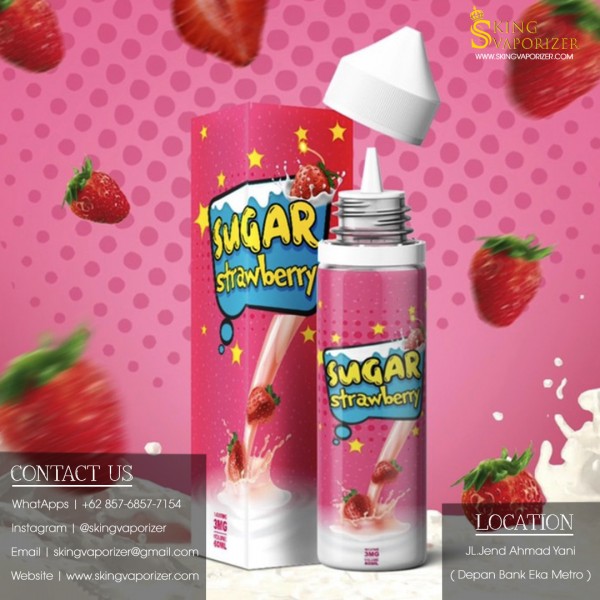 SKING
VAPORIZER
WWW.SKINGVAPORIZER.COM
SUGAR
strawberry
3MG
60ML
SUGAR
strawberry
3MG
60ML
CONTACT US
WhatApps | +62 857-6857-7154
Instagram | @skingvaporizer
Email | skingvaporizer@gmail.com
Website | www.skingvaporizer.com
LOCATION
JL.Jend Ahmad Yani
( Depan Bank Eka Metro )